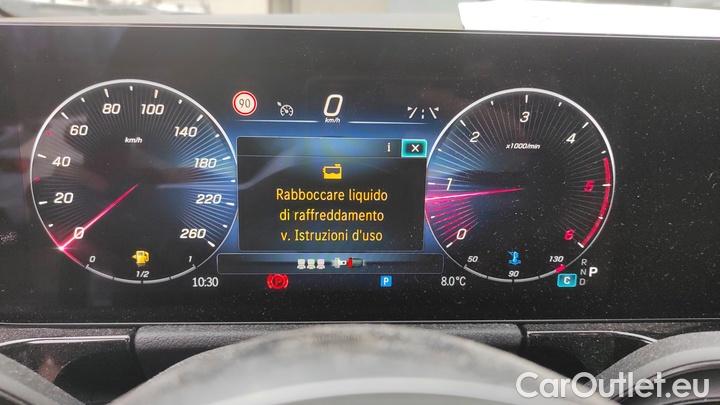 90
0
km/h
i
80
100
60
120
km/h
140
40
180
20
220
0
260
Rabboccare liquido
di raffreddamento
v. Istruzioni d'uso
3
2
4
x1000/min
1
5
0
6
0
1/2
1
50
90
130
R
N
D
P
10:30
P
P
8.0°C
C
CarOutlet.eu